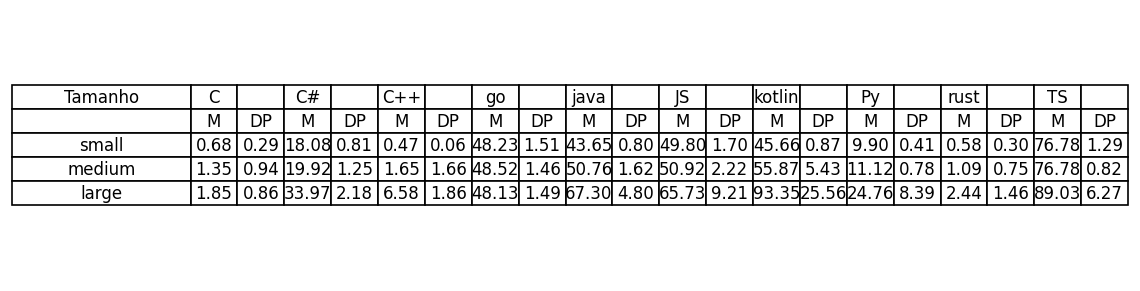 Tamanho C C# C++ go java JS kotlin Py rust TS
M DP M DP M DP M DP M DP M DP M DP M DP M DP M DP
small 0.68 0.29 18.08 0.81 0.47 0.06 48.23 1.51 43.65 0.80 49.80 1.70 45.66 0.87 9.90 0.41 0.58 0.30 76.78 1.29
medium 1.35 0.94 19.92 1.25 1.65 1.66 48.52 1.46 50.76 1.62 50.92 2.22 55.87 5.43 11.12 0.78 1.09 0.75 76.78 0.82
large 1.85 0.86 33.97 2.18 6.58 1.86 48.13 1.49 67.30 4.80 65.73 9.21 93.35 25.56 24.76 8.39 2.44 1.46 89.03 6.27